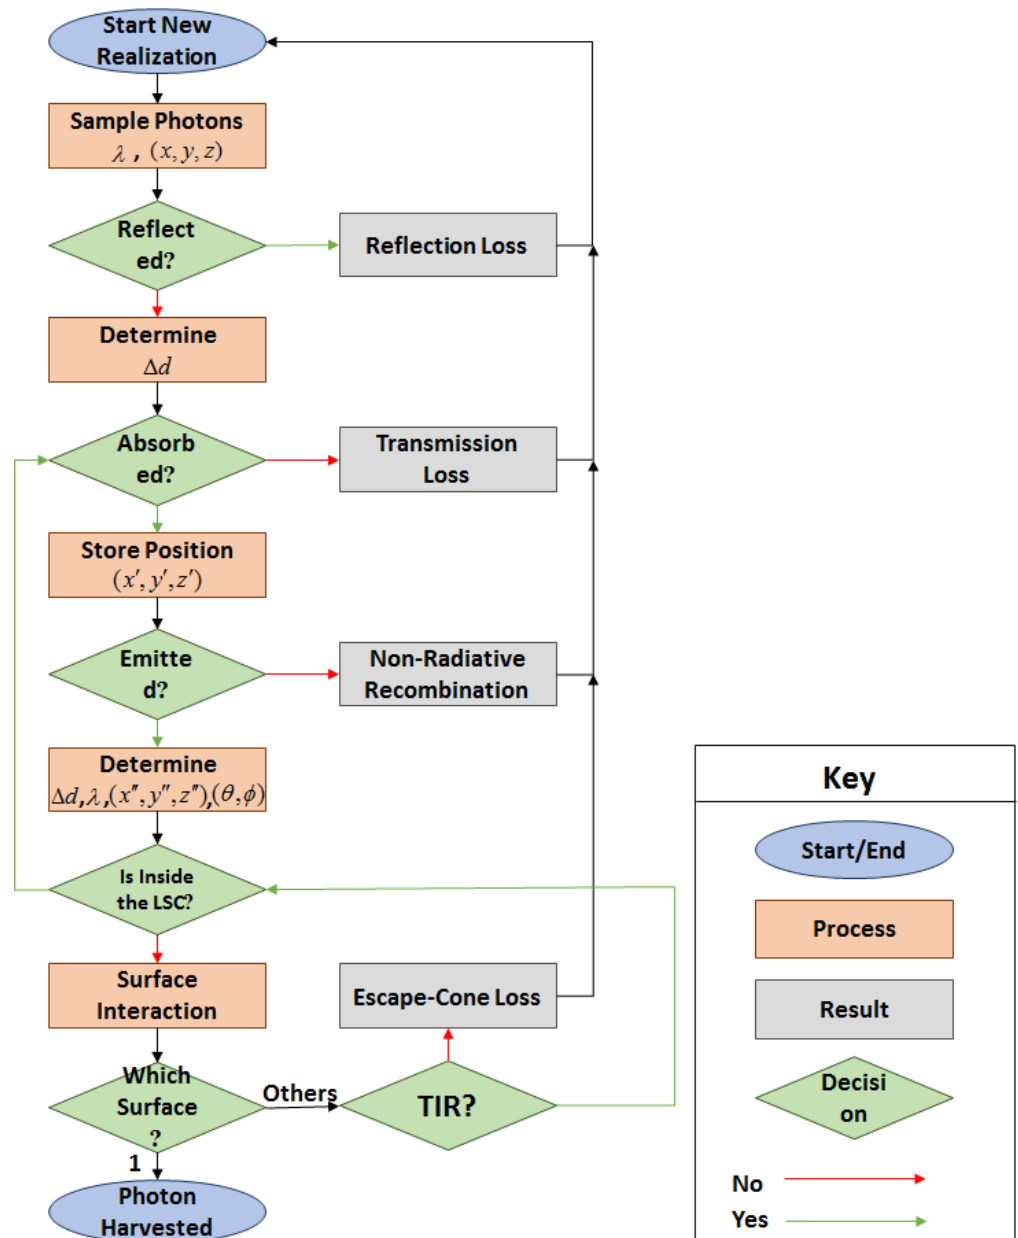 Start New
Realization
Sample Photons
λ , (x, y, z)
Reflect
ed?
Reflection Loss
Determine
Δd
Absorb
ed?
Transmission
Loss
Store Position
(x′, y′, z′)
Emitte
d?
Non-Radiative
Recombination
Determine
Δd,λ,(x″, y″, z″),(θ,ϕ)
Is Inside
the LSC?
Surface
Interaction
Escape-Cone Loss
Which
Surface
?
Others
TIR?
1
Photon
Harvested
Key
Start/End
Process
Result
Decisi
on
No
Yes